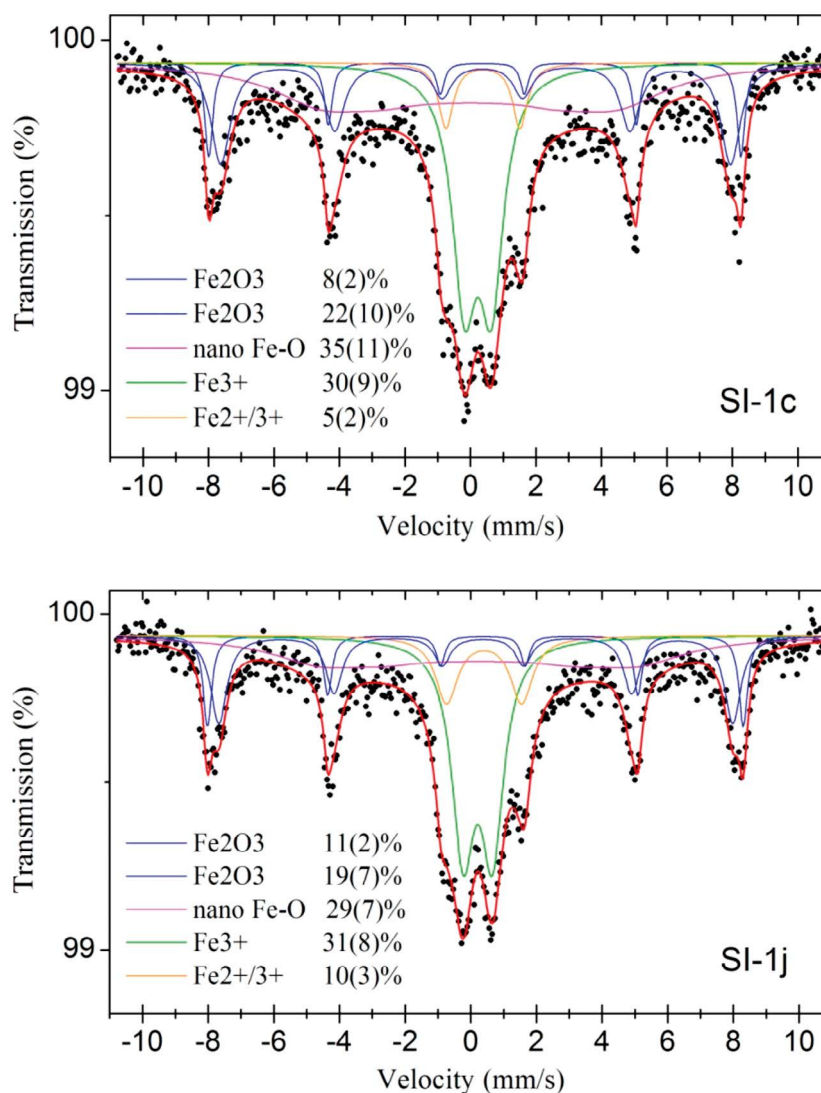 100
Transmission (%)
99
Fe2O3 8(2)%
Fe2O3 22(10)%
nano Fe-O 35(11)%
Fe3+ 30(9)%
Fe2+/3+ 5(2)%
SI-1c
-10 -8 -6 -4 -2 0 2 4 6 8 10
Velocity (mm/s)
100
Transmission (%)
99
Fe2O3 11(2)%
Fe2O3 19(7)%
nano Fe-O 29(7)%
Fe3+ 31(8)%
Fe2+/3+ 10(3)%
SI-1j
-10 -8 -6 -4 -2 0 2 4 6 8 10
Velocity (mm/s)